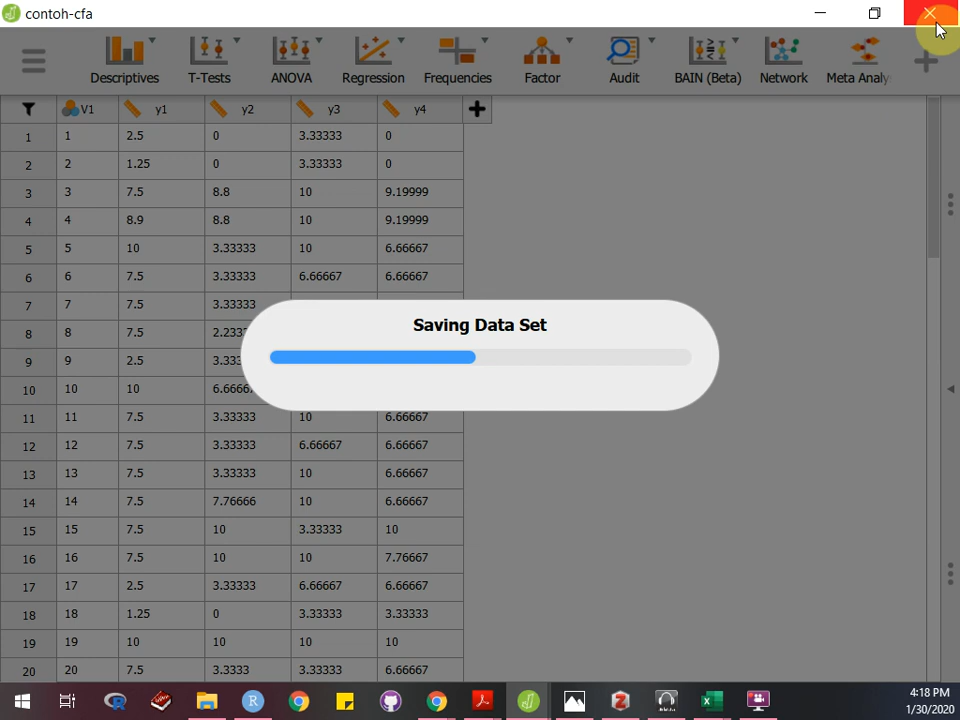 contoh-cfa
Descriptives T-Tests ANOVA Regression Frequencies Factor Audit BAIN (Beta) Network Meta Analy
V1 y1 y2 y3 y4
1 1 2.5 0 3.33333 0
2 2 1.25 0 3.33333 0
3 3 7.5 8.8 10 9.19999
4 4 8.9 8.8 10 9.19999
5 5 10 3.33333 10 6.66667
6 6 7.5 3.33333 6.66667 6.66667
7 7 7.5 3.33333
Saving Data Set
8 8 7.5 2.233
9 9 2.5 3.333
10 10 10 6.6666
11 11 7.5 3.33333 10 6.66667
12 12 7.5 3.33333 6.66667 6.66667
13 13 7.5 3.33333 10 6.66667
14 14 7.5 7.76666 10 6.66667
15 15 7.5 10 3.33333 10
16 16 7.5 10 10 7.76667
17 17 2.5 3.33333 6.66667 6.66667
18 18 1.25 0 3.33333 3.33333
19 19 10 10 10 10
20 20 7.5 3.3333 3.33333 6.66667
4:18 PM
1/30/2020